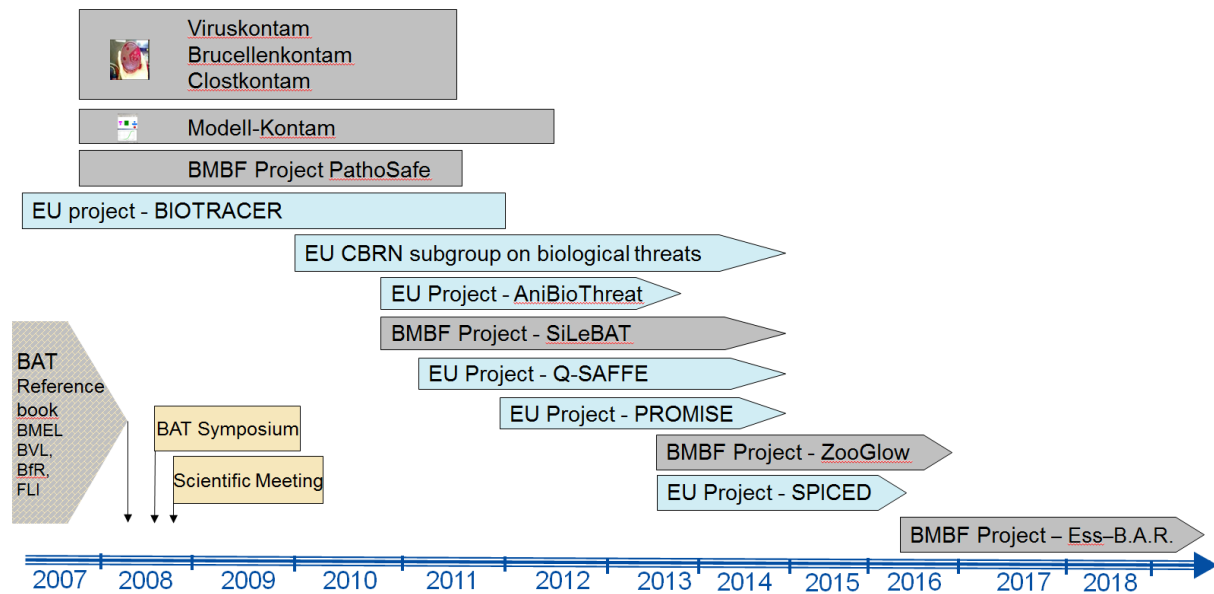 Viruskontam
Brucellenkontam
Clostkontam
Modell-Kontam
BMBF Project PathoSafe
EU project - BIOTRACER
EU CBRN subgroup on biological threats
EU Project - AniBioThreat
BMBF Project - SiLeBAT
EU Project - Q-SAFFE
EU Project - PROMISE
BAT
Reference
book
BMEL
BVL,
BfR,
FLI
BAT Symposium
Scientific Meeting
BMBF Project - ZooGlow
EU Project - SPICED
BMBF Project – Ess–B.A.R.
2007 2008 2009 2010 2011 2012 2013 2014 2015 2016 2017 2018